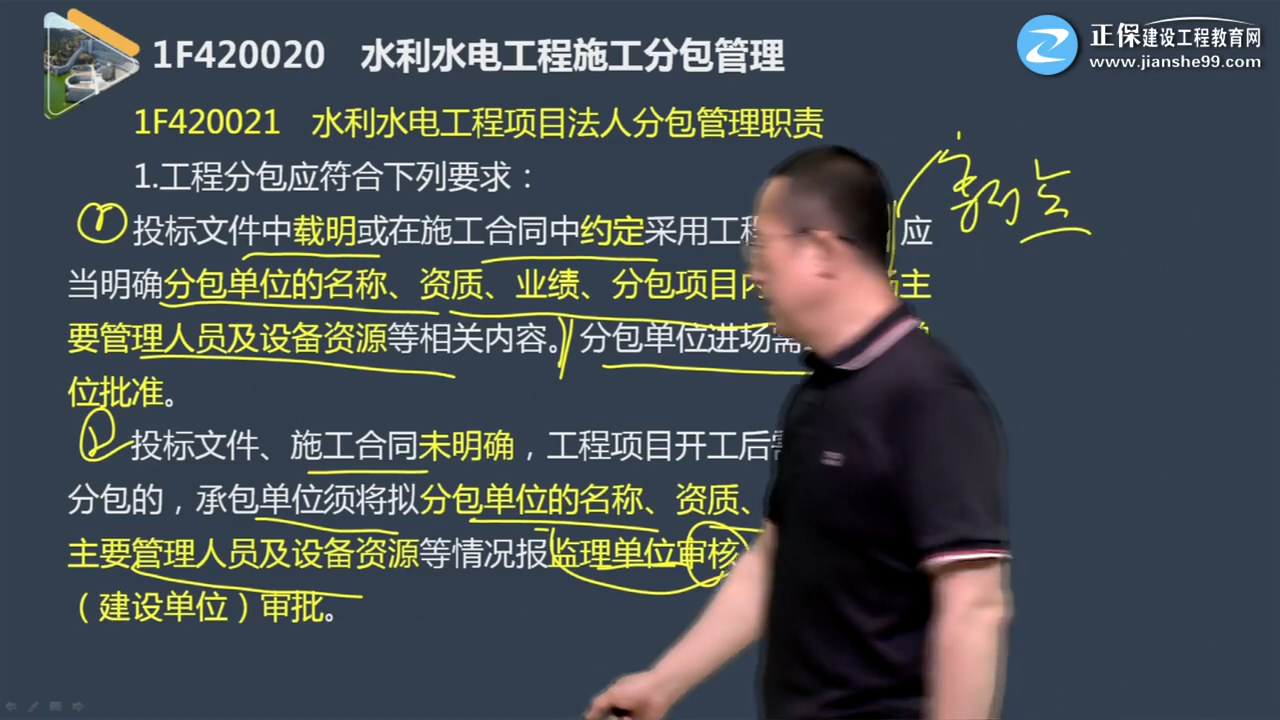 正保建设工程教育网
www.jianshe99.com
1F420020 水利水电工程施工分包管理
1F420021 水利水电工程项目法人分包管理职责
1.工程分包应符合下列要求：
投标文件中载明或在施工合同中约定采用工 应
当明确分包单位的名称、资质、业绩、分包项目 主
要管理人员及设备资源等相关内容。分包单位进场需
位批准。
投标文件、施工合同未明确，工程项目开工后
分包的，承包单位须将拟分包单位的名称、资质、
主要管理人员及设备资源等情况报监理单位审核
（建设单位）审批。